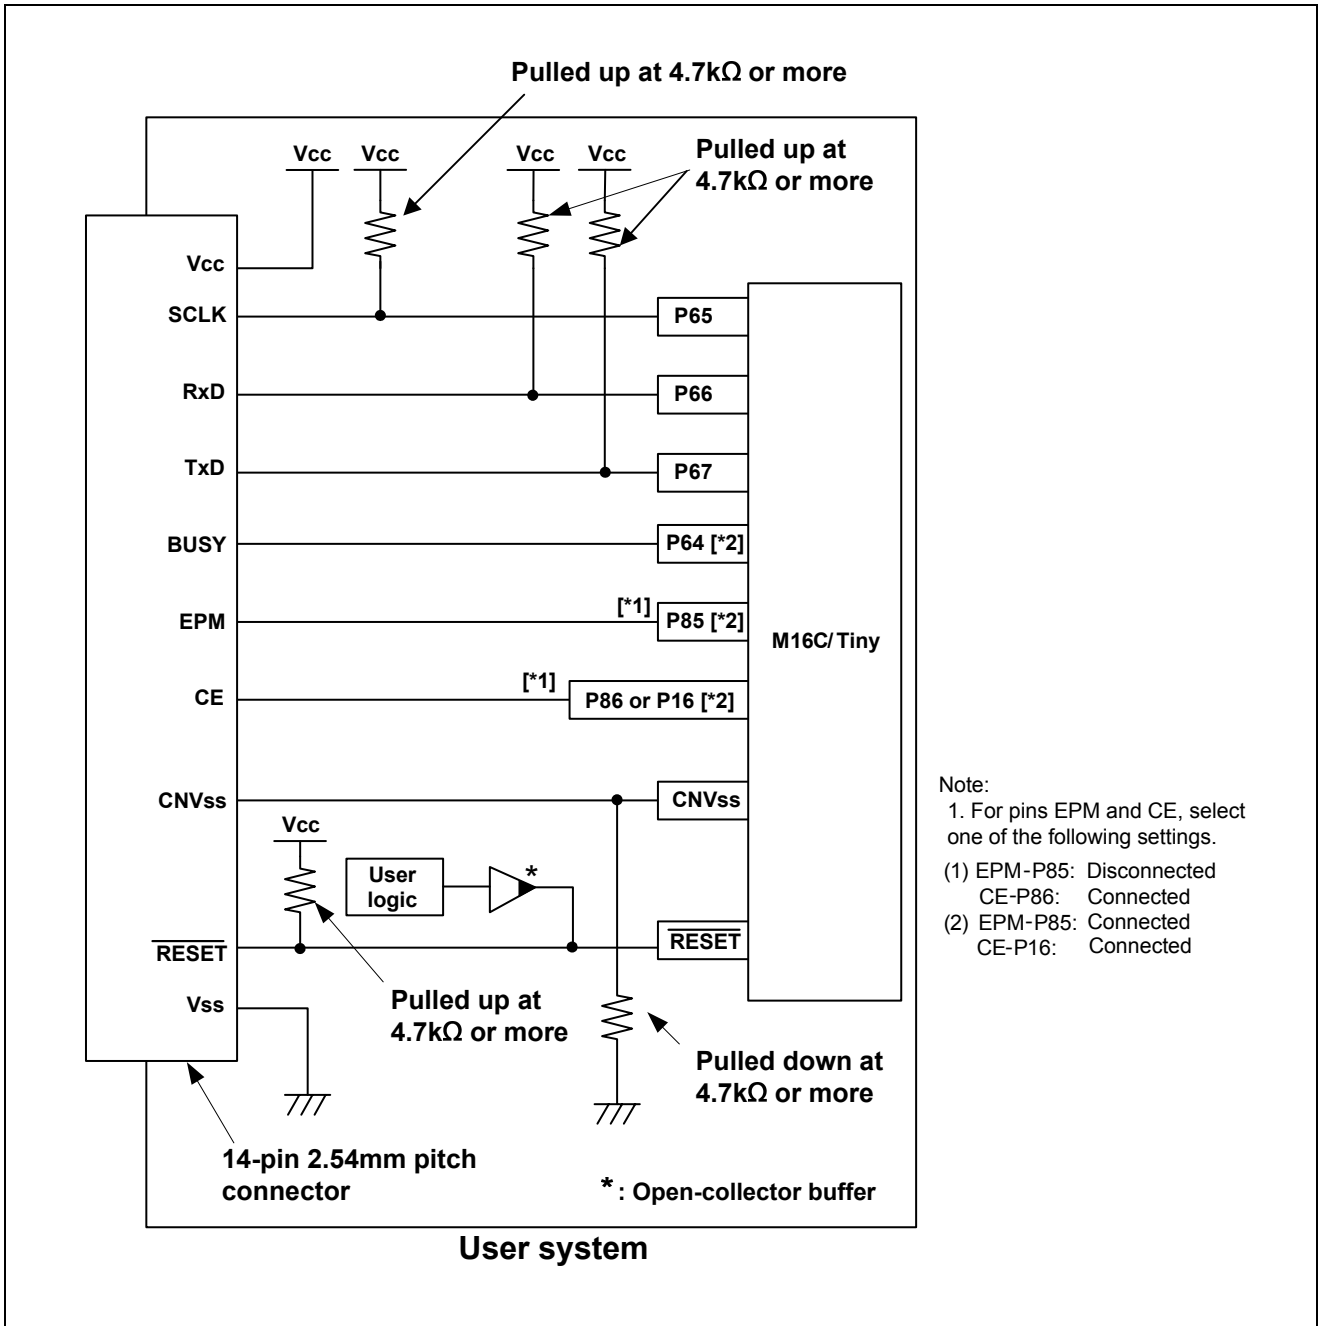 Pulled up at 4.7kΩ or more
Vcc Vcc Vcc Vcc
Pulled up at
4.7kΩ or more
Vcc
SCLK
P65
RxD
P66
TxD
P67
BUSY
P64 [*2]
EPM
[*1]
P85 [*2]
M16C/Tiny
CE
[*1]
P86 or P16 [*2]
CNVss
CNVss
Vcc
User
logic
*
RESET
RESET
Vss
Pulled up at
4.7kΩ or more
Pulled down at
4.7kΩ or more
14-pin 2.54mm pitch
connector
* : Open-collector buffer
User system
Note:
1. For pins EPM and CE, select
one of the following settings.
(1) EPM-P85: Disconnected
CE-P86: Connected
(2) EPM-P85: Connected
CE-P16: Connected